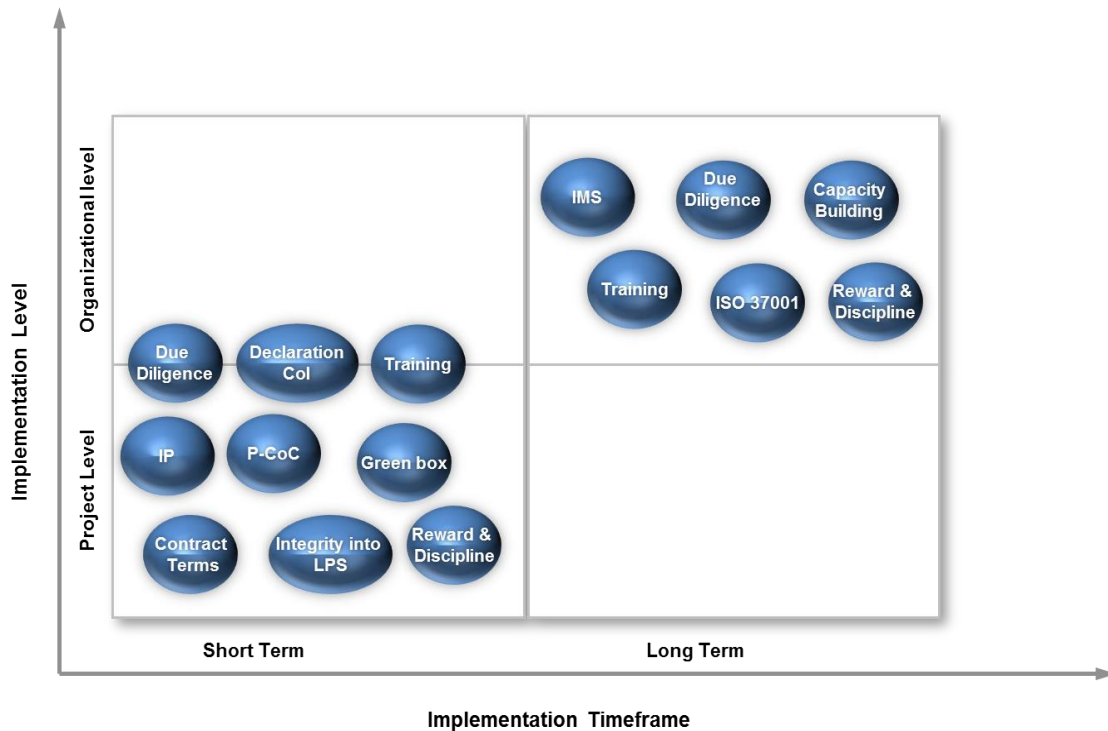 Implementation Level
Organizational level
Project Level
IMS
Due
Diligence
Capacity
Building
Training
ISO 37001
Reward &
Discipline
Due
Diligence
Declaration
CoI
Training
IP
P-CoC
Green box
Contract
Terms
Integrity into
LPS
Reward &
Discipline
Short Term
Long Term
Implementation Timeframe